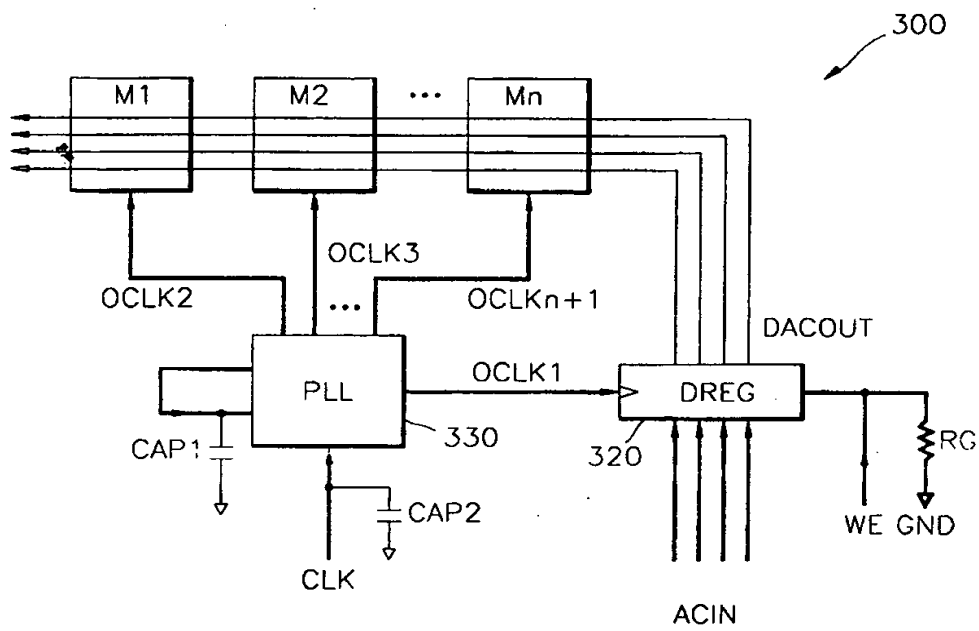 300
M1 M2 ... Mn
OCLK3
OCLK2 ... OCLKn+1
DACOUT
PLL OCLK1 DREG
330 320 RG
CAP1
CAP2 WE GND
CLK
ACIN